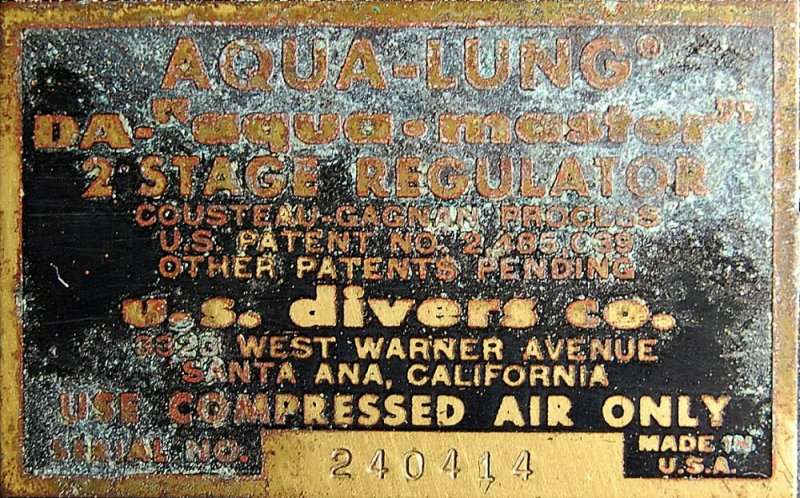 AQUA-LUNG®
DA-"aqua•master"
2 STAGE REGULATOR
COUSTEAU-GAGNAN PROCESS
U.S. PATENT NO. 2,485,039
OTHER PATENTS PENDING
u.s. divers co.
3323 WEST WARNER AVENUE
SANTA ANA, CALIFORNIA
USE COMPRESSED AIR ONLY
SERIAL NO. 240414 MADE IN
U.S.A.